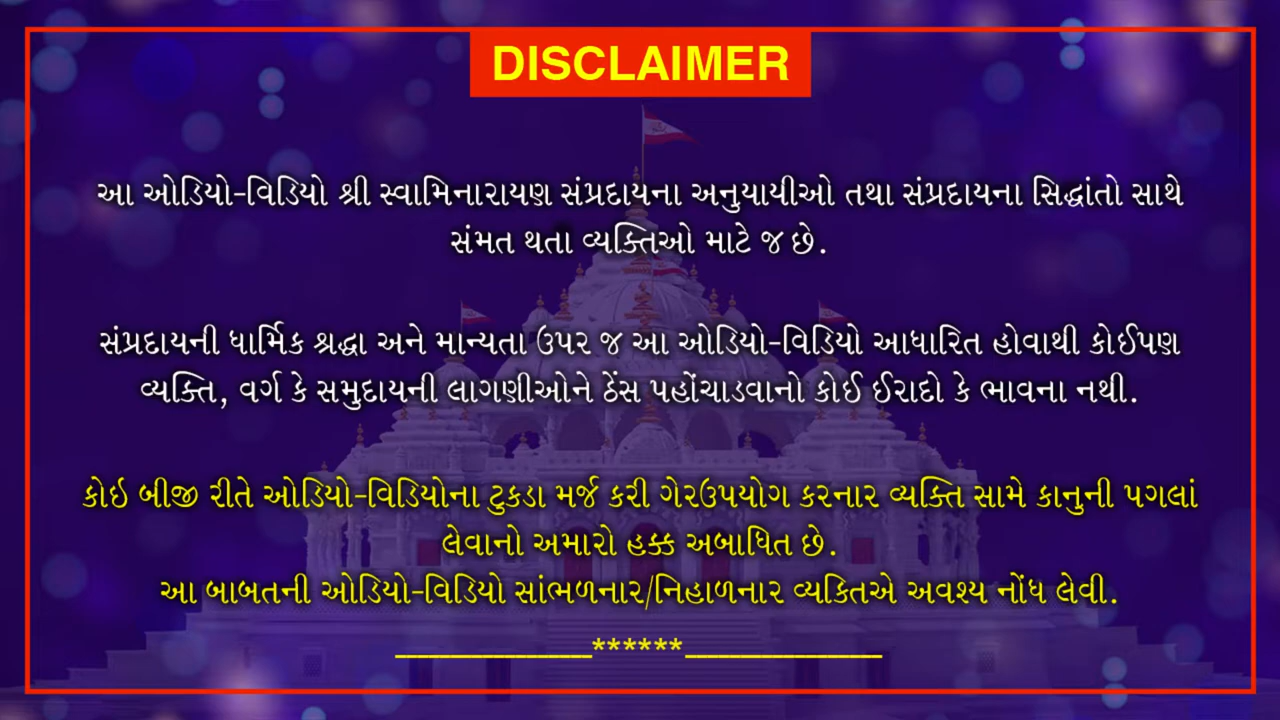 DISCLAIMER
આ ઓડિયો-વિડિયો શ્રી સ્વામિનારાયણ સંપ્રદાયના અનુયાયીઓ તથા સંપ્રદાયના સિદ્ધાંતો સાથે
સંમત થતા વ્યક્તિઓ માટે જ છે.
સંપ્રદાયની ધાર્મિક શ્રદ્ધા અને માન્યતા ઉપર જ આ ઓડિયો-વિડિયો આધારિત હોવાથી કોઈપણ
વ્યક્તિ, વર્ગ કે સમુદાયની લાગણીઓને ઠેંસ પહોંચાડવાનો કોઈ ઈરાદો કે ભાવના નથી.
કોઇ બીજી રીતે ઓડિયો-વિડિયોના ટુકડા મર્જ કરી ગેરઉપયોગ કરનાર વ્યક્તિ સામે કાનુની પગલાં
લેવાનો અમારો હક્ક અબાધિત છે.
આ બાબતની ઓડિયો-વિડિયો સાંભળનાર/નિહાળનાર વ્યકિતએ અવશ્ય નોંધ લેવી.
__________________******__________________